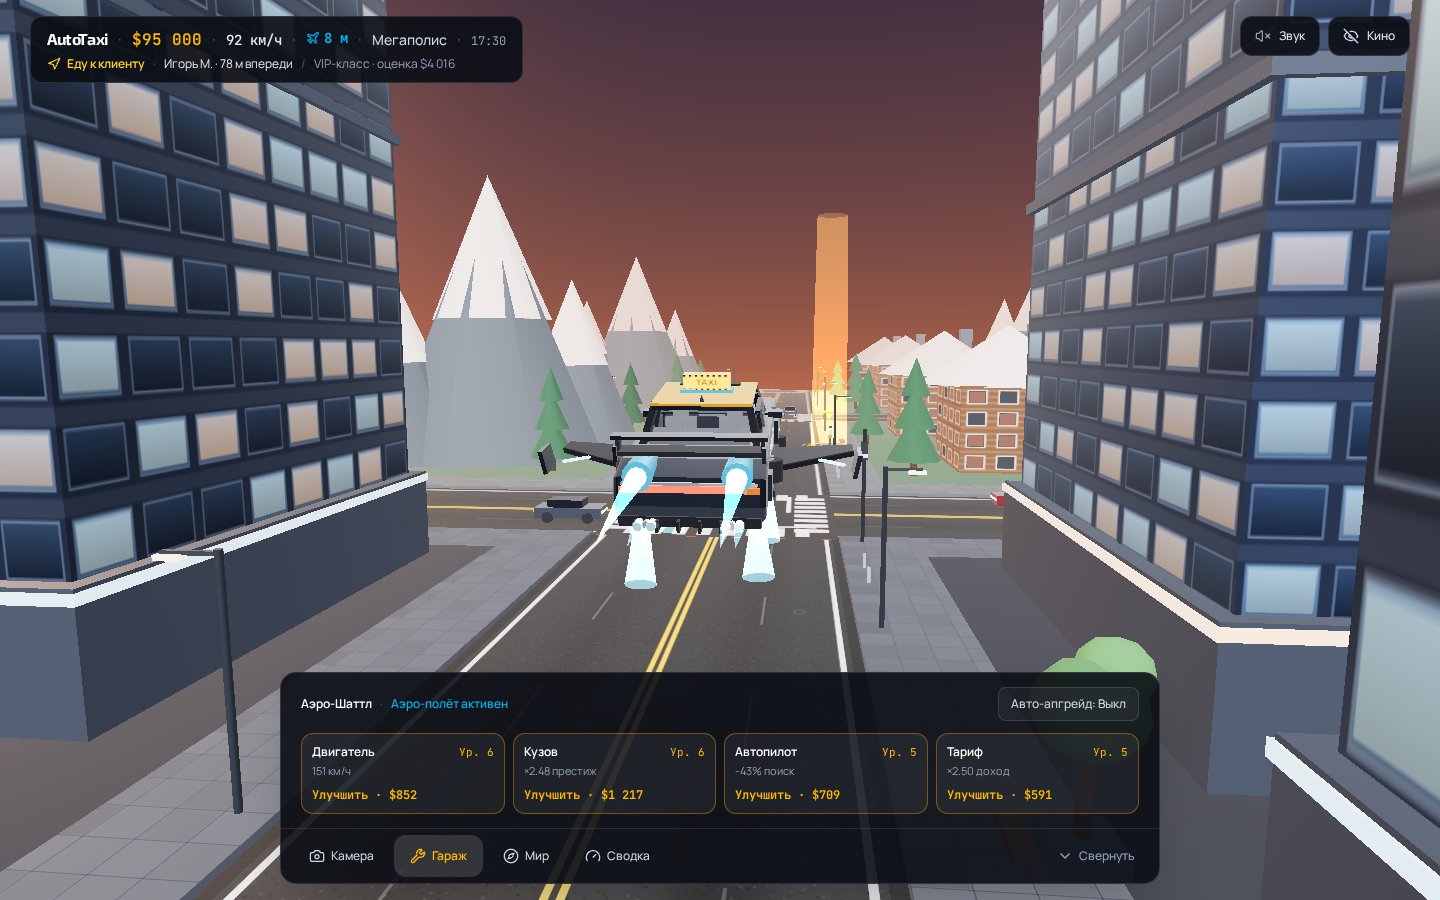 AutoTaxi · $95 000 · 92 км/ч · 8 м · Мегаполис · 17:30
Еду к клиенту · Игорь М. · 78 м впереди / VIP-класс · оценка $4 016
Звук
Кино
TAXI
Аэро-Шаттл · Аэро-полёт активен
Авто-апгрейд: Выкл
Двигатель Ур. 6
151 км/ч
Улучшить · $852
Кузов Ур. 6
×2.48 престиж
Улучшить · $1 217
Автопилот Ур. 5
-43% поиск
Улучшить · $709
Тариф Ур. 5
×2.50 доход
Улучшить · $591
Камера
Гараж
Мир
Сводка
Свернуть